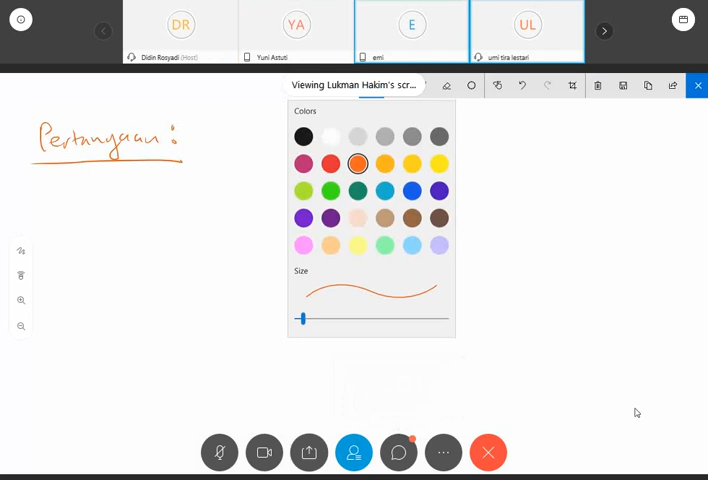 DR
YA
E
UL
Didin Rosyadi (Host)
Yuni Astuti
emi
umi tira lestari
Viewing Lukman Hakim's scr...
Colors
Pertanyaan :
Size